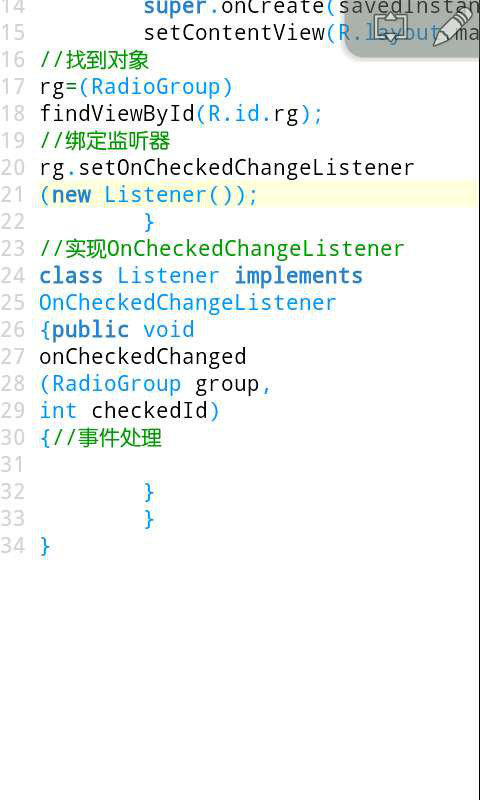 14 super.onCreate(savedInstan
15 setContentView(R.layout.ma
16 //找到对象
17 rg=(RadioGroup)
18 findViewById(R.id.rg);
19 //绑定监听器
20 rg.setOnCheckedChangeListener
21 (new Listener());
22 }
23 //实现OnCheckedChangeListener
24 class Listener implements
25 OnCheckedChangeListener
26 {public void
27 onCheckedChanged
28 (RadioGroup group,
29 int checkedId)
30 {//事件处理
31
32 }
33 }
34 }